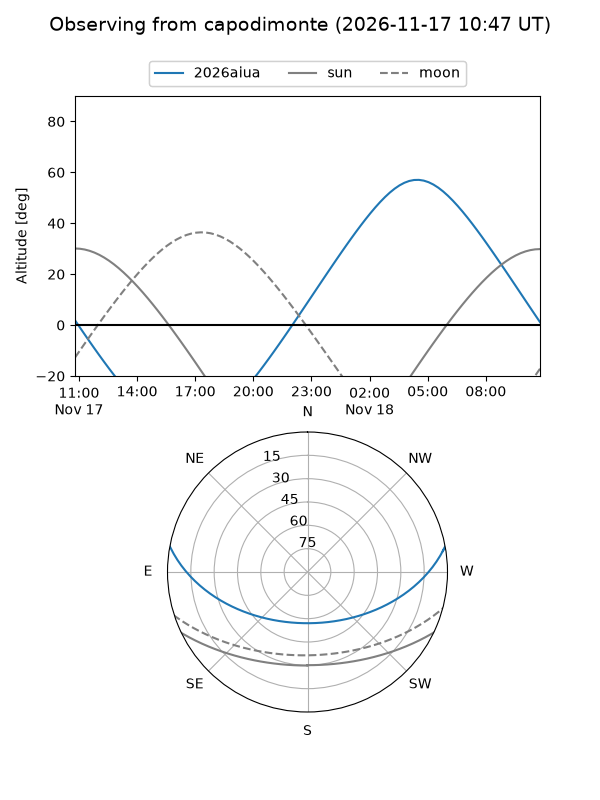 Observing from capodimonte (2026-11-17 10:47 UT)
2026aiua sun moon
80
60
40
20
0
−20
Altitude [deg]
11:00 14:00 17:00 20:00 23:00 02:00 05:00 08:00
Nov 17 Nov 18
N
NE NW
15
30
45
60
75
E W
SE SW
S